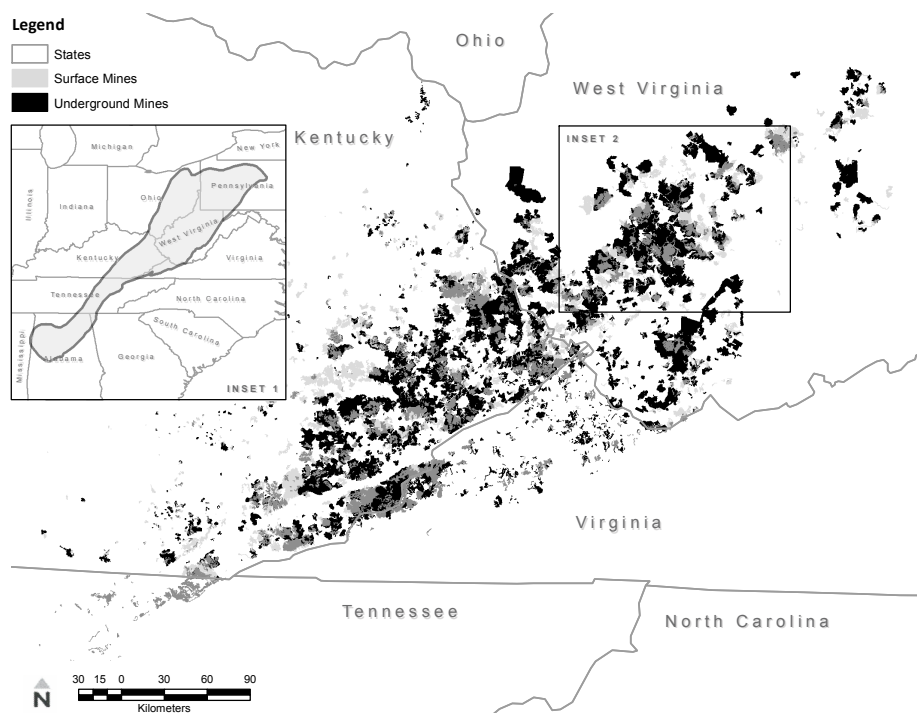 Legend
States
Surface Mines
Underground Mines
Ohio
West Virginia
Kentucky
INSET 2
Michigan
New York
Pennsylvania
Ohio
Illinois
Indiana
West Virginia
Kentucky
Virginia
Tennessee
North Carolina
South Carolina
Mississippi
Alabama
Georgia
INSET 1
Virginia
Tennessee
North Carolina
N
30 15 0 30 60 90
Kilometers